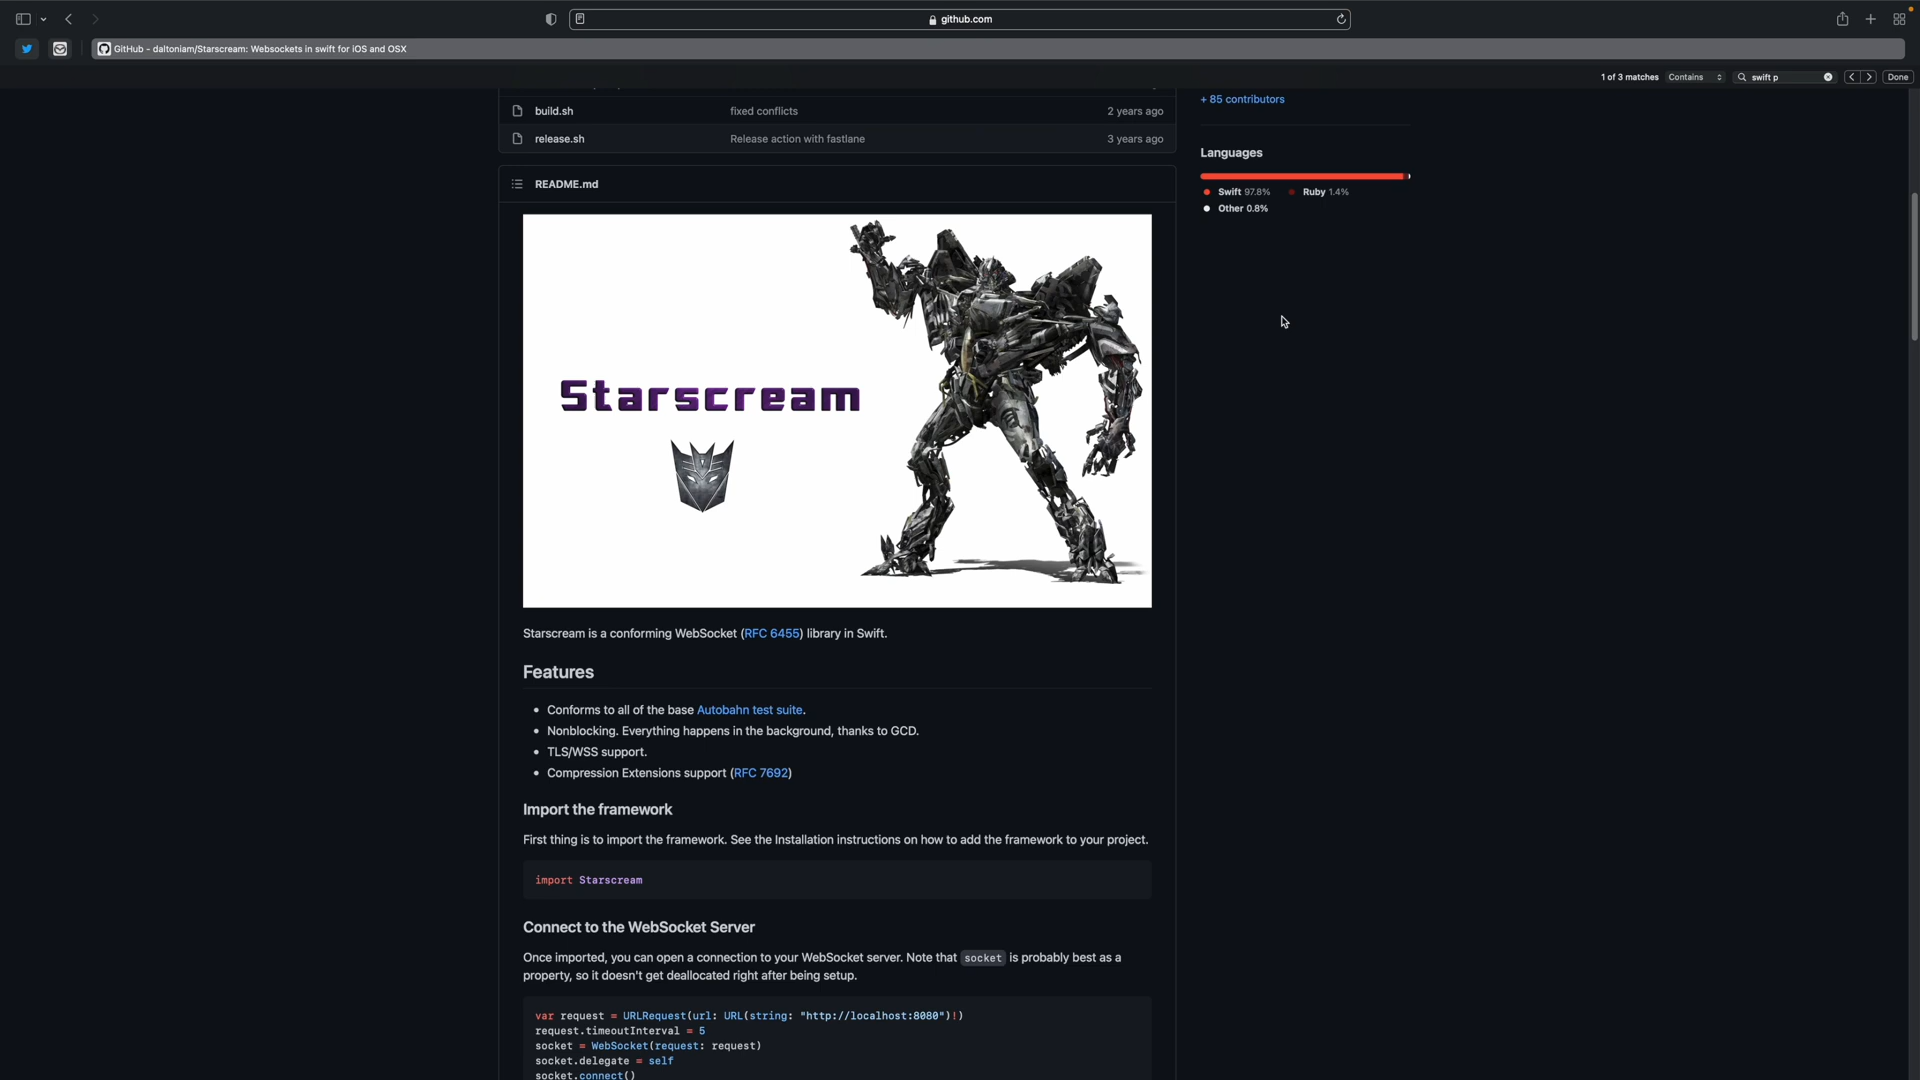 github.com
GitHub - daltoniam/Starscream: Websockets in swift for iOS and OSX
1 of 3 matches Contains swift p Done
build.sh fixed conflicts 2 years ago
release.sh Release action with fastlane 3 years ago
README.md
Starscream
Starscream is a conforming WebSocket (RFC 6455) library in Swift.
Features
• Conforms to all of the base Autobahn test suite.
• Nonblocking. Everything happens in the background, thanks to GCD.
• TLS/WSS support.
• Compression Extensions support (RFC 7692)
Import the framework
First thing is to import the framework. See the Installation instructions on how to add the framework to your project.
import Starscream
Connect to the WebSocket Server
Once imported, you can open a connection to your WebSocket server. Note that socket is probably best as a
property, so it doesn't get deallocated right after being setup.
var request = URLRequest(url: URL(string: "http://localhost:8080")!)
request.timeoutInterval = 5
socket = WebSocket(request: request)
socket.delegate = self
socket.connect()
+ 85 contributors
Languages
Swift 97.8% Ruby 1.4%
Other 0.8%